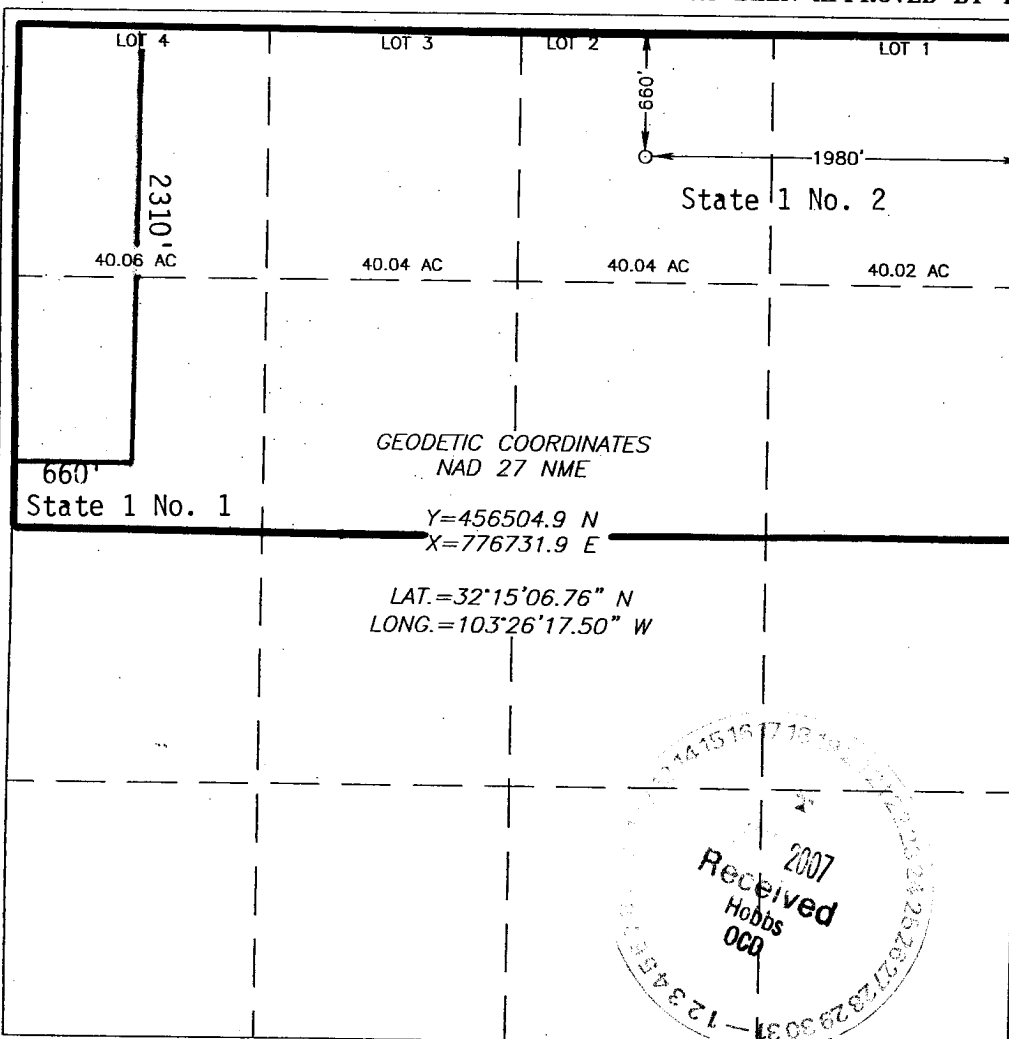 LOT 4 LOT 3 LOT 2 LOT 1
660'
1980'
State 1 No. 2
2310'
40.06 AC 40.04 AC 40.04 AC 40.02 AC
GEODETIC COORDINATES
NAD 27 NME
660'
State 1 No. 1
Y=456504.9 N
X=776731.9 E
LAT.=32°15'06.76" N
LONG.=103°26'17.50" W
2007
Received
Hobbs
OCD